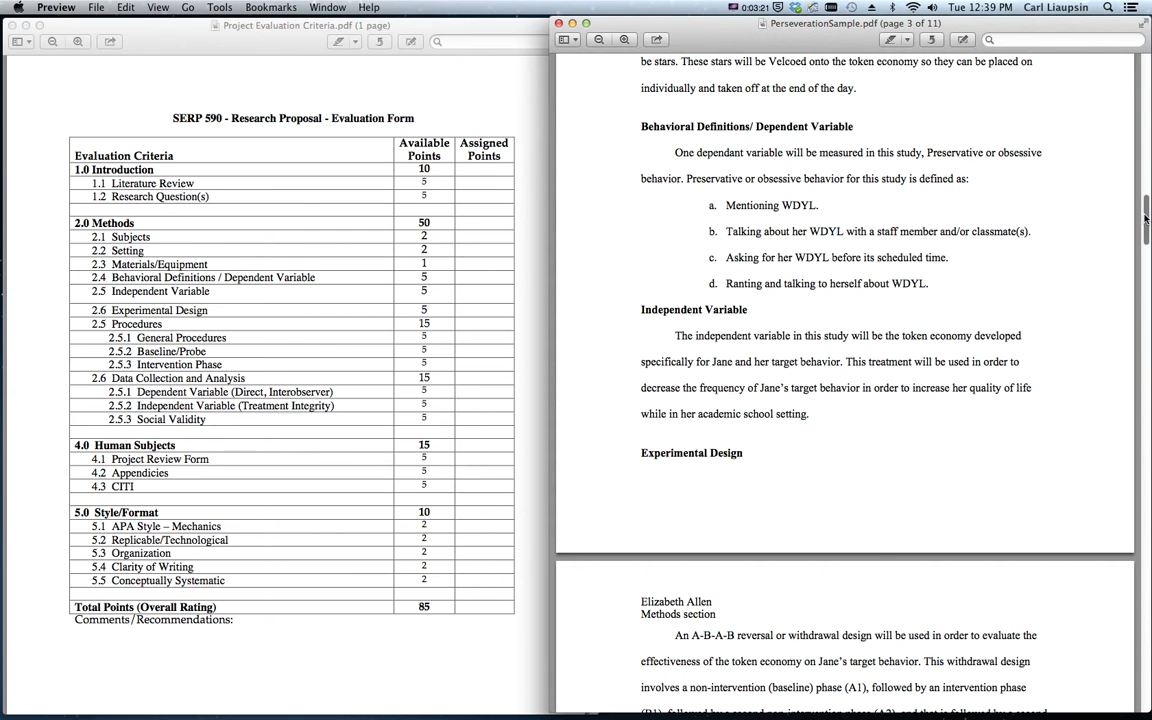 Preview File Edit View Go Tools Bookmarks Window Help 0:03:21 Tue 12:39 PM Carl Liaupsin
Project Evaluation Criteria.pdf (1 page)
SERP 590 - Research Proposal - Evaluation Form
Evaluation Criteria Available Points Assigned Points
1.0 Introduction 10
1.1 Literature Review 5
1.2 Research Question(s) 5
2.0 Methods 50
2.1 Subjects 2
2.2 Setting 2
2.3 Materials/Equipment 1
2.4 Behavioral Definitions / Dependent Variable 5
2.5 Independent Variable 5
2.6 Experimental Design 5
2.5 Procedures 15
2.5.1 General Procedures 5
2.5.2 Baseline/Probe 5
2.5.3 Intervention Phase 5
2.6 Data Collection and Analysis 15
2.5.1 Dependent Variable (Direct, Interobserver) 5
2.5.2 Independent Variable (Treatment Integrity) 5
2.5.3 Social Validity 5
4.0 Human Subjects 15
4.1 Project Review Form 5
4.2 Appendicies 5
4.3 CITI 5
5.0 Style/Format 10
5.1 APA Style – Mechanics 2
5.2 Replicable/Technological 2
5.3 Organization 2
5.4 Clarity of Writing 2
5.5 Conceptually Systematic 2
Total Points (Overall Rating) 85
Comments/Recommendations:
PerseverationSample.pdf (page 3 of 11)
be stars. These stars will be Velcoed onto the token economy so they can be placed on
individually and taken off at the end of the day.
Behavioral Definitions/ Dependent Variable
One dependant variable will be measured in this study, Preservative or obsessive
behavior. Preservative or obsessive behavior for this study is defined as:
a. Mentioning WDYL.
b. Talking about her WDYL with a staff member and/or classmate(s).
c. Asking for her WDYL before its scheduled time.
d. Ranting and talking to herself about WDYL.
Independent Variable
The independent variable in this study will be the token economy developed
specifically for Jane and her target behavior. This treatment will be used in order to
decrease the frequency of Jane's target behavior in order to increase her quality of life
while in her academic school setting.
Experimental Design
Elizabeth Allen
Methods section
An A-B-A-B reversal or withdrawal design will be used in order to evaluate the
effectiveness of the token economy on Jane's target behavior. This withdrawal design
involves a non-intervention (baseline) phase (A1), followed by an intervention phase
(B1), followed by a second non-intervention phase (A2), and that is followed by a second